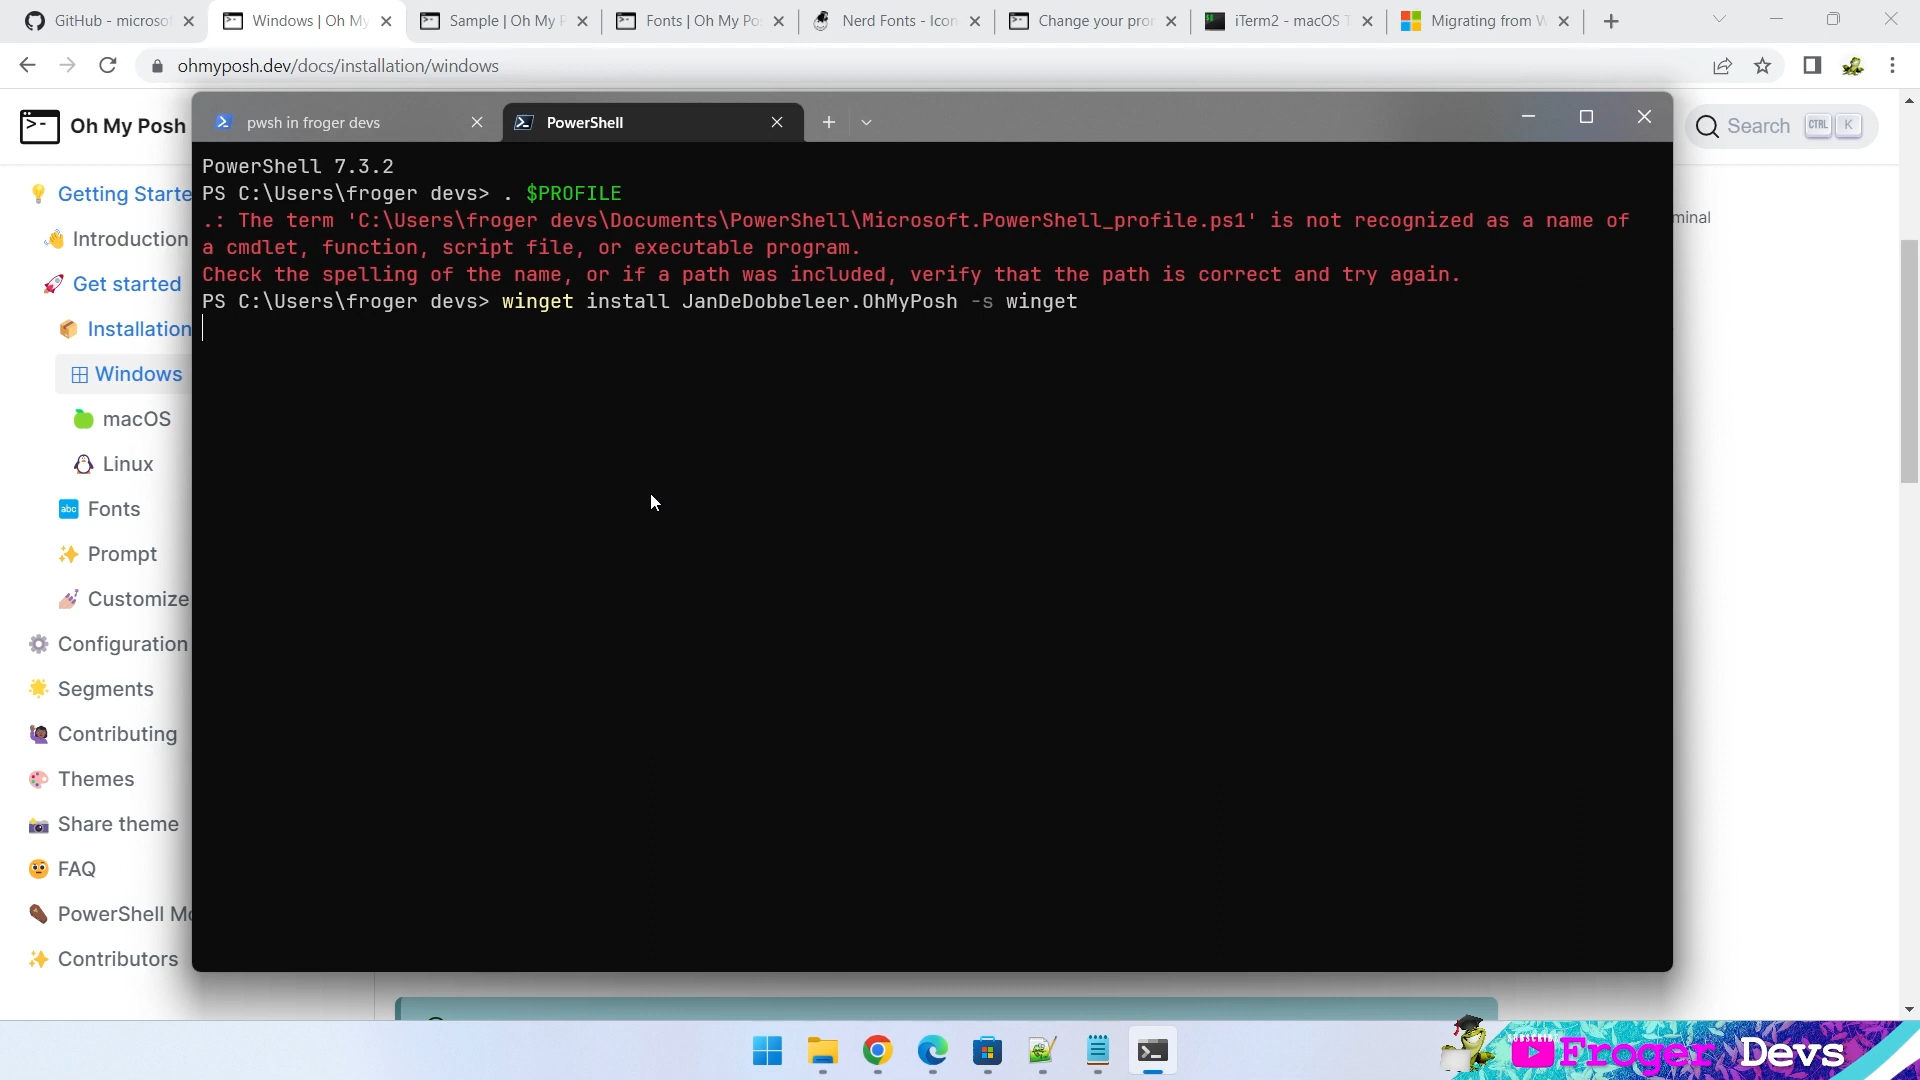 GitHub - microsof
Windows | Oh My
Sample | Oh My P
Fonts | Oh My Po
Nerd Fonts - Icon
Change your pro
iTerm2 - macOS T
Migrating from W
ohmyposh.dev/docs/installation/windows
Oh My Posh
Search CTRL K
pwsh in froger devs
PowerShell
PowerShell 7.3.2
PS C:\Users\froger devs> . $PROFILE
.: The term 'C:\Users\froger devs\Documents\PowerShell\Microsoft.PowerShell_profile.ps1' is not recognized as a name of
a cmdlet, function, script file, or executable program.
Check the spelling of the name, or if a path was included, verify that the path is correct and try again.
PS C:\Users\froger devs> winget install JanDeDobbeleer.OhMyPosh -s winget
minal
Getting Starte
Introduction
Get started
Installation
Windows
macOS
Linux
abc Fonts
Prompt
Customize
Configuration
Segments
Contributing
Themes
Share theme
FAQ
PowerShell Mo
Contributors
SUBSCRIBE
Froger Devs